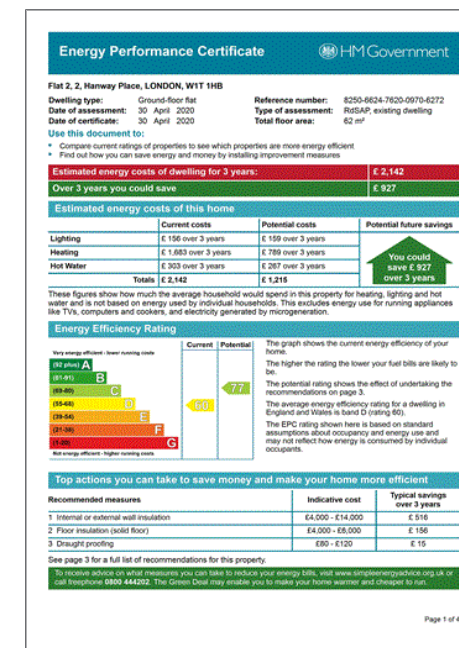 Energy Performance Certificate
HM Government
Flat 2, 2, Hanway Place, LONDON, W1T 1HB
Dwelling type: Ground-floor flat Reference number: 8250-6624-7620-0970-6272
Date of assessment: 30 April 2020 Type of assessment: RdSAP, existing dwelling
Date of certificate: 30 April 2020 Total floor area: 62 m²
Use this document to:
• Compare current ratings of properties to see which properties are more energy efficient
• Find out how you can save energy and money by installing improvement measures
Estimated energy costs of dwelling for 3 years: £ 2,142
Over 3 years you could save £ 927
Estimated energy costs of this home
Current costs Potential costs Potential future savings
Lighting £ 156 over 3 years £ 159 over 3 years
Heating £ 1,683 over 3 years £ 789 over 3 years
Hot Water £ 303 over 3 years £ 267 over 3 years
Totals £ 2,142 £ 1,215
You could
save £ 927
over 3 years
These figures show how much the average household would spend in this property for heating, lighting and hot
water and is not based on energy used by individual households. This excludes energy use for running appliances
like TVs, computers and cookers, and electricity generated by microgeneration.
Energy Efficiency Rating
Current Potential
Very energy efficient - lower running costs
(92 plus) A
(81-91) B
(69-80) C
(55-68) D
(39-54) E
(21-38) F
(1-20) G
Not energy efficient - higher running costs
60
77
The graph shows the current energy efficiency of your
home.
The higher the rating the lower your fuel bills are likely to
be.
The potential rating shows the effect of undertaking the
recommendations on page 3.
The average energy efficiency rating for a dwelling in
England and Wales is band D (rating 60).
The EPC rating shown here is based on standard
assumptions about occupancy and energy use and
may not reflect how energy is consumed by individual
occupants.
Top actions you can take to save money and make your home more efficient
Recommended measures Indicative cost Typical savings
over 3 years
1 Internal or external wall insulation £4,000 - £14,000 £ 516
2 Floor insulation (solid floor) £4,000 - £6,000 £ 156
3 Draught proofing £80 - £120 £ 15
See page 3 for a full list of recommendations for this property.
To receive advice on what measures you can take to reduce your energy bills, visit www.simpleenergyadvice.org.uk or
call freephone 0800 444202. The Green Deal may enable you to make your home warmer and cheaper to run.
Page 1 of 4